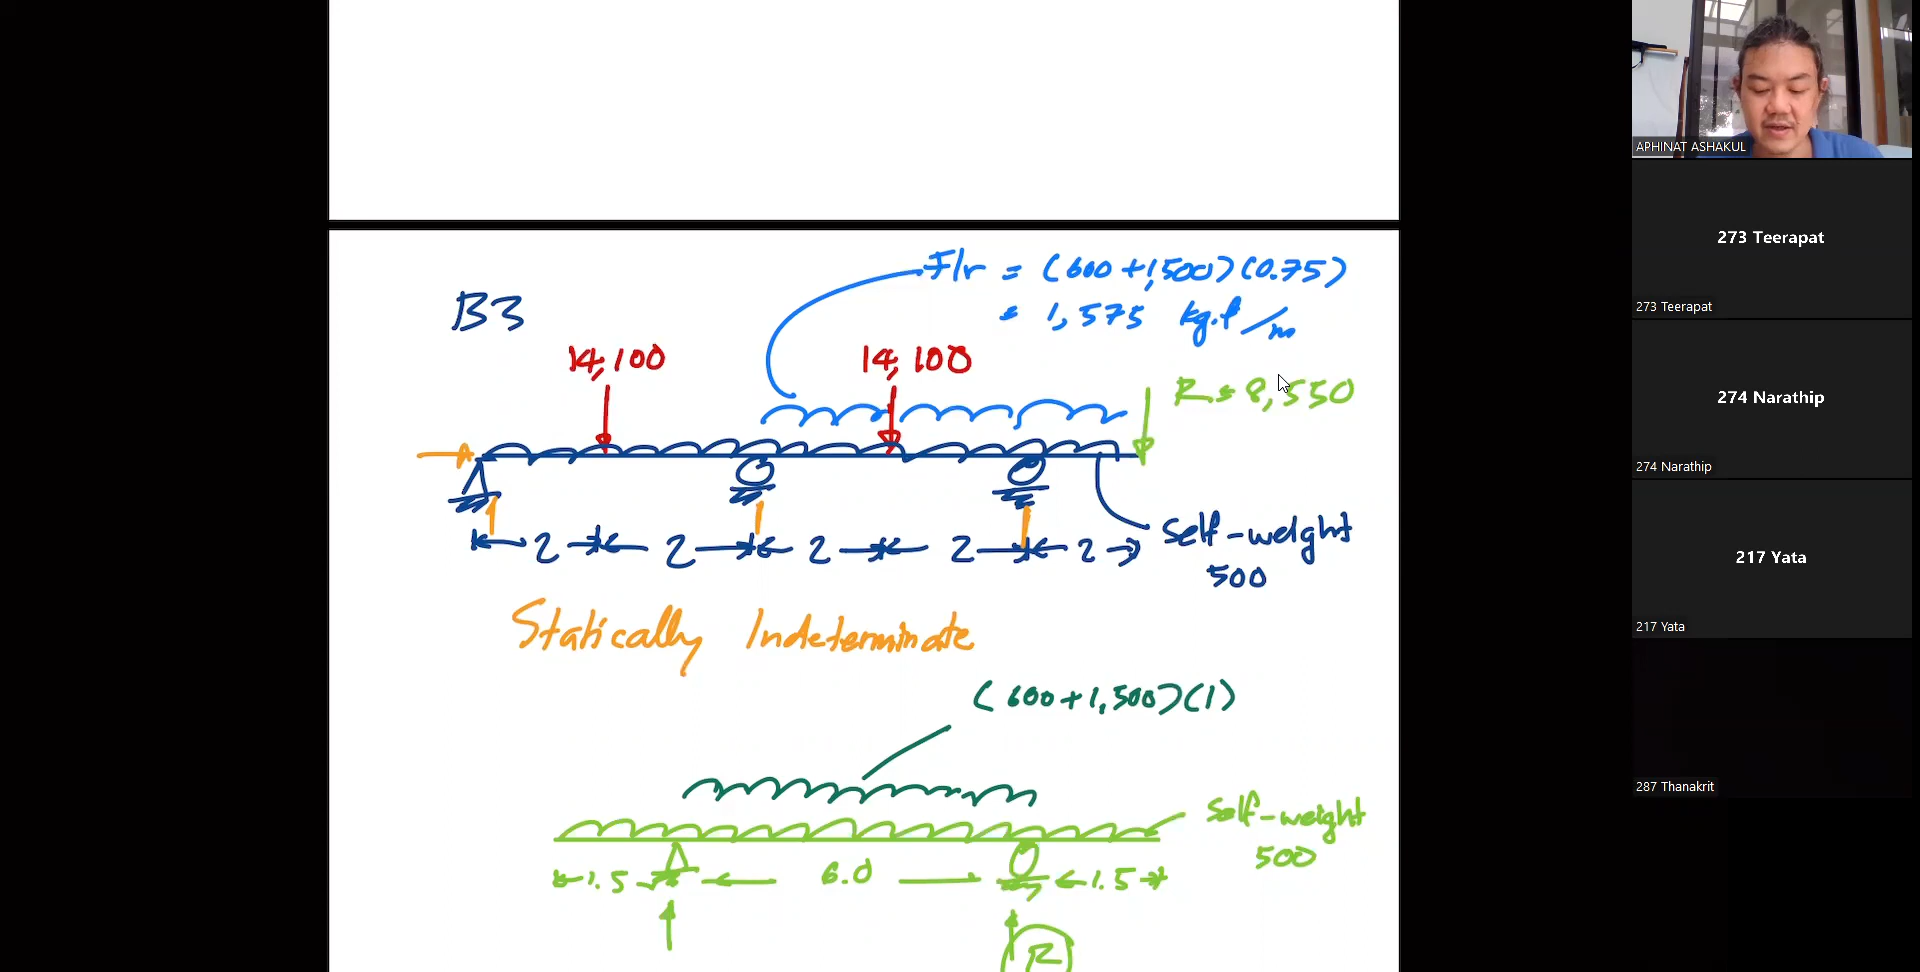 Flr = (600 + 1,500)(0.75)
= 1,575 kg.f/m
B3
14,100
14,100
R = 8,550
2 2 2 2 2
self-weight
500
Statically Indeterminate
(600 + 1,500)(1)
self-weight
500
1.5 6.0 1.5
R
APHINAT ASHAKUL
273 Teerapat
273 Teerapat
274 Narathip
274 Narathip
217 Yata
217 Yata
287 Thanakrit